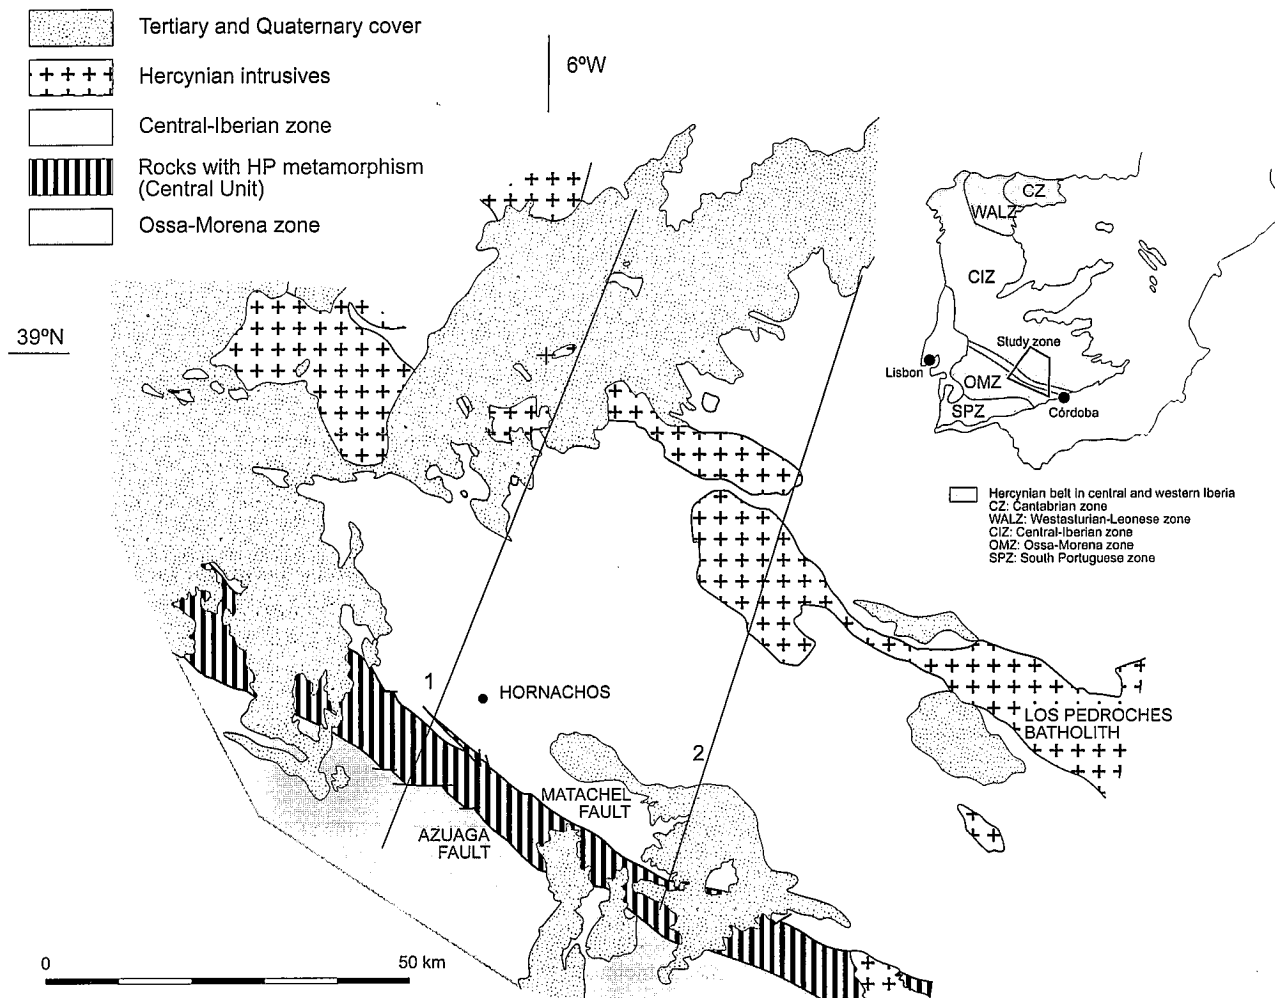 Tertiary and Quaternary cover
Hercynian intrusives
Central-Iberian zone
Rocks with HP metamorphism
(Central Unit)
Ossa-Morena zone
6ºW
39ºN
CZ
WALZ
CIZ
Study zone
Lisbon
OMZ
SPZ
Córdoba
Hercynian belt in central and western Iberia
CZ: Cantabrian zone
WALZ: Westasturian-Leonese zone
CIZ: Central-Iberian zone
OMZ: Ossa-Morena zone
SPZ: South Portuguese zone
1
HORNACHOS
2
LOS PEDROCHES
BATHOLITH
MATACHEL
FAULT
AZUAGA
FAULT
0
50 km